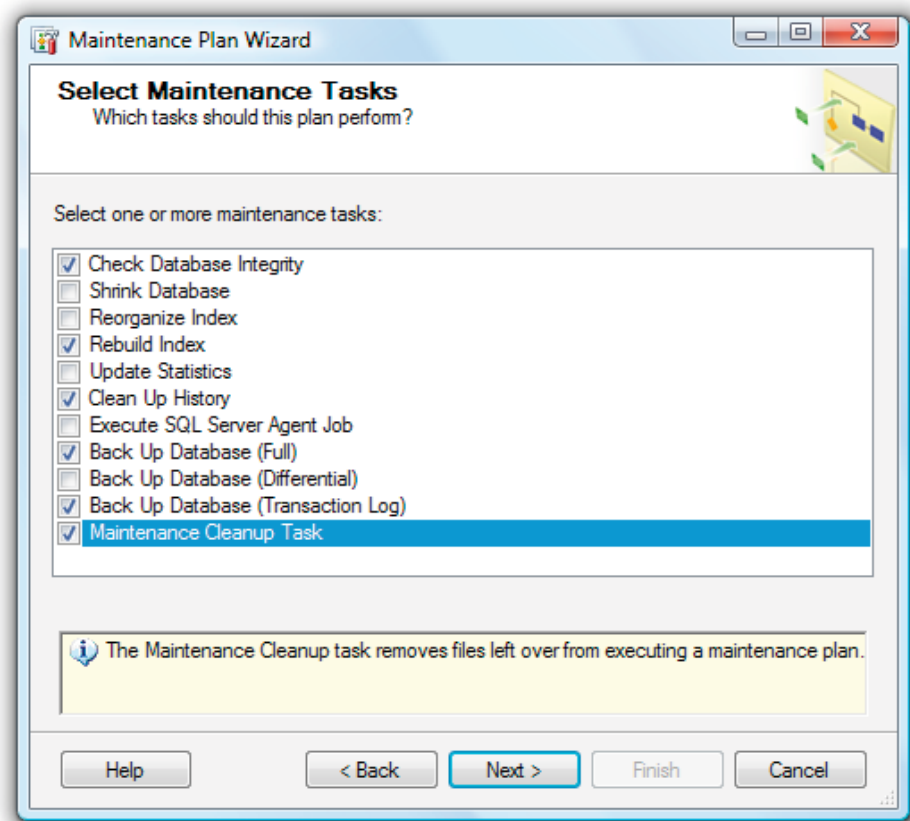 Maintenance Plan Wizard
Select Maintenance Tasks
Which tasks should this plan perform?
Select one or more maintenance tasks:
Check Database Integrity
Shrink Database
Reorganize Index
Rebuild Index
Update Statistics
Clean Up History
Execute SQL Server Agent Job
Back Up Database (Full)
Back Up Database (Differential)
Back Up Database (Transaction Log)
Maintenance Cleanup Task
The Maintenance Cleanup task removes files left over from executing a maintenance plan.
Help < Back Next > Finish Cancel